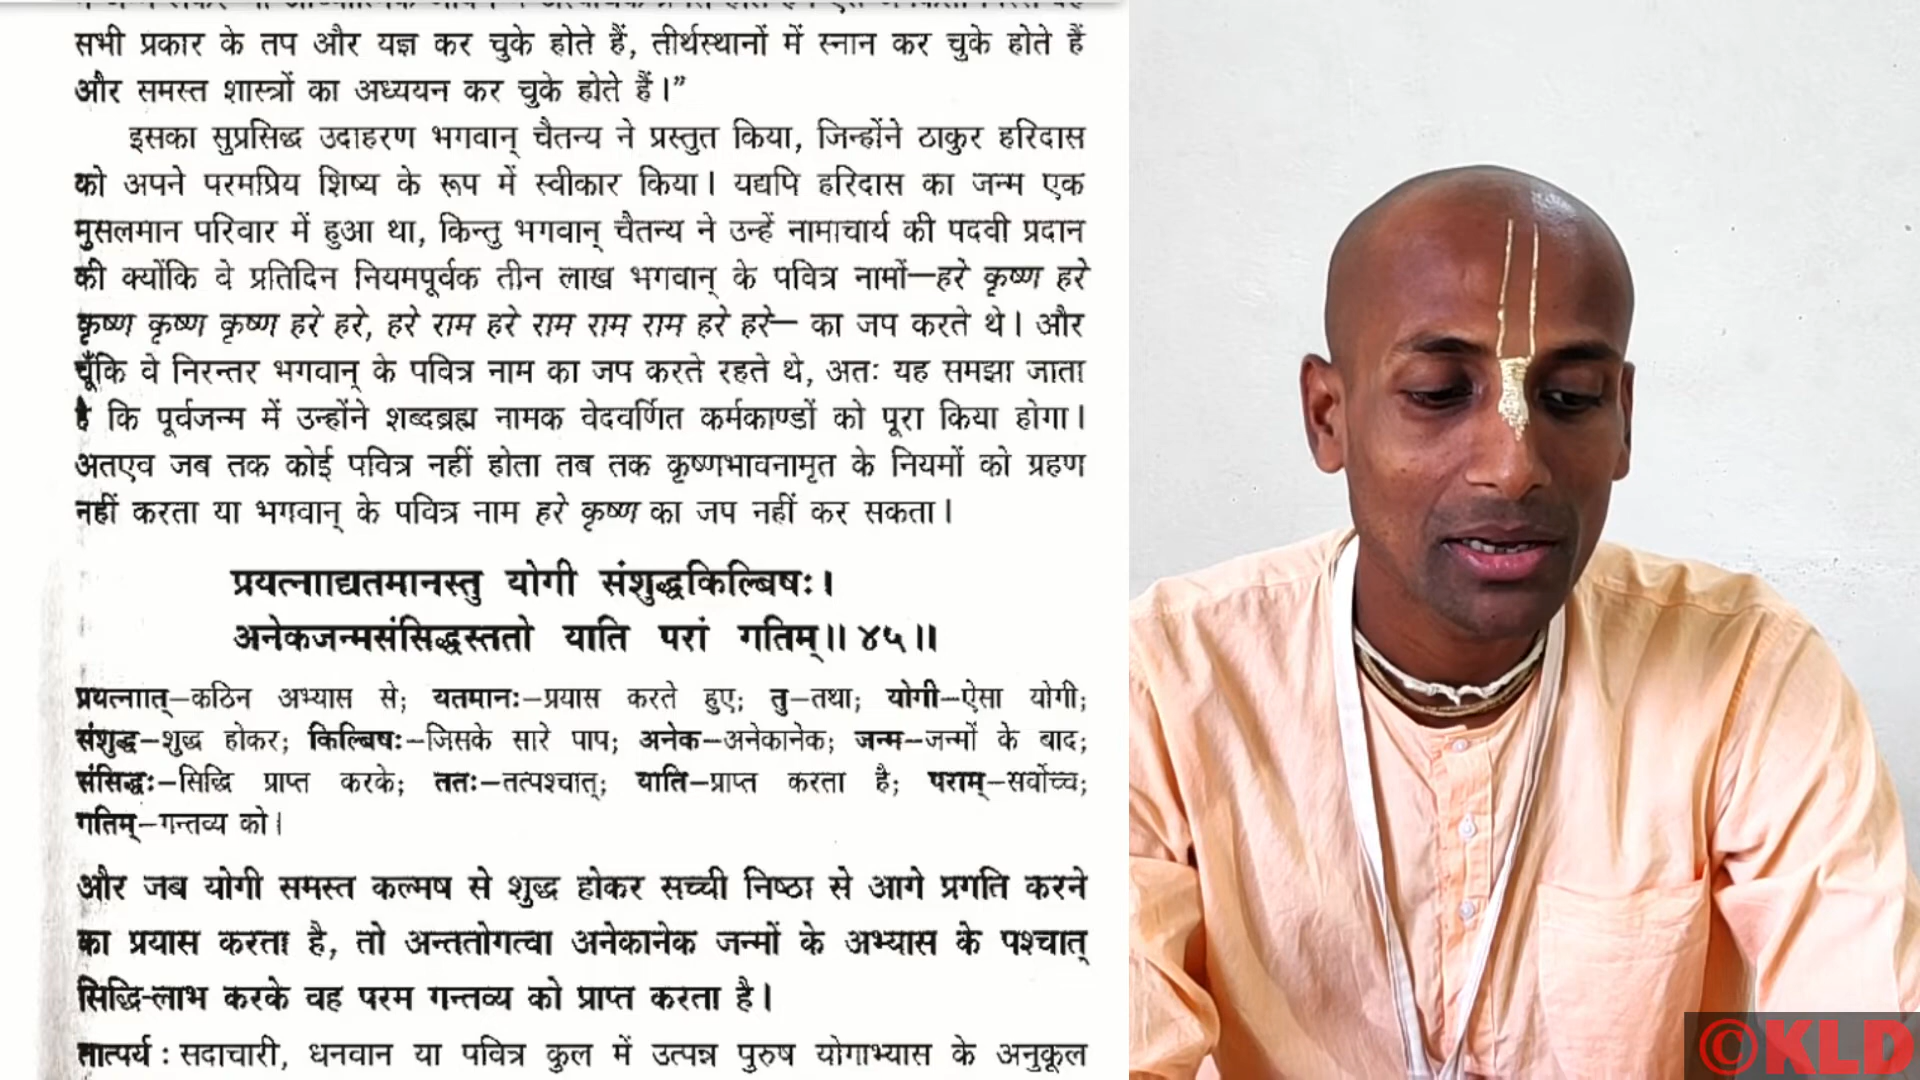 सभी प्रकार के तप और यज्ञ कर चुके होते हैं, तीर्थस्थानों में स्नान कर चुके होते हैं
और समस्त शास्त्रों का अध्ययन कर चुके होते हैं।”
इसका सुप्रसिद्ध उदाहरण भगवान् चैतन्य ने प्रस्तुत किया, जिन्होंने ठाकुर हरिदास
को अपने परमप्रिय शिष्य के रूप में स्वीकार किया। यद्यपि हरिदास का जन्म एक
मुसलमान परिवार में हुआ था, किन्तु भगवान् चैतन्य ने उन्हें नामाचार्य की पदवी प्रदान
की क्योंकि वे प्रतिदिन नियमपूर्वक तीन लाख भगवान् के पवित्र नामों—हरे कृष्ण हरे
कृष्ण कृष्ण कृष्ण हरे हरे, हरे राम हरे राम राम राम हरे हरे— का जप करते थे। और
चूँकि वे निरन्तर भगवान् के पवित्र नाम का जप करते रहते थे, अतः यह समझा जाता
है कि पूर्वजन्म में उन्होंने शब्दब्रह्म नामक वेदवर्णित कर्मकाण्डों को पूरा किया होगा।
अतएव जब तक कोई पवित्र नहीं होता तब तक कृष्णभावनामृत के नियमों को ग्रहण
नहीं करता या भगवान् के पवित्र नाम हरे कृष्ण का जप नहीं कर सकता।
प्रयत्नााद्यतमानस्तु योगी संशुद्धकिल्बिषः।
अनेकजन्मसंसिद्धस्ततो याति परां गतिम्॥ ४५॥
प्रयत्नाात्—कठिन अभ्यास से; यतमानः—प्रयास करते हुए; तु—तथा; योगी—ऐसा योगी;
संशुद्ध—शुद्ध होकर; किल्बिषः—जिसके सारे पाप; अनेक—अनेकानेक; जन्म—जन्मों के बाद;
संसिद्धः—सिद्धि प्राप्त करके; ततः—तत्पश्चात्; याति—प्राप्त करता है; पराम्—सर्वोच्च;
गतिम्—गन्तव्य को।
और जब योगी समस्त कल्मष से शुद्ध होकर सच्ची निष्ठा से आगे प्रगति करने
का प्रयास करता है, तो अन्ततोगत्वा अनेकानेक जन्मों के अभ्यास के पश्चात्
सिद्धि-लाभ करके वह परम गन्तव्य को प्राप्त करता है।
तात्पर्य : सदाचारी, धनवान या पवित्र कुल में उत्पन्न पुरुष योगाभ्यास के अनुकूल
©KLD